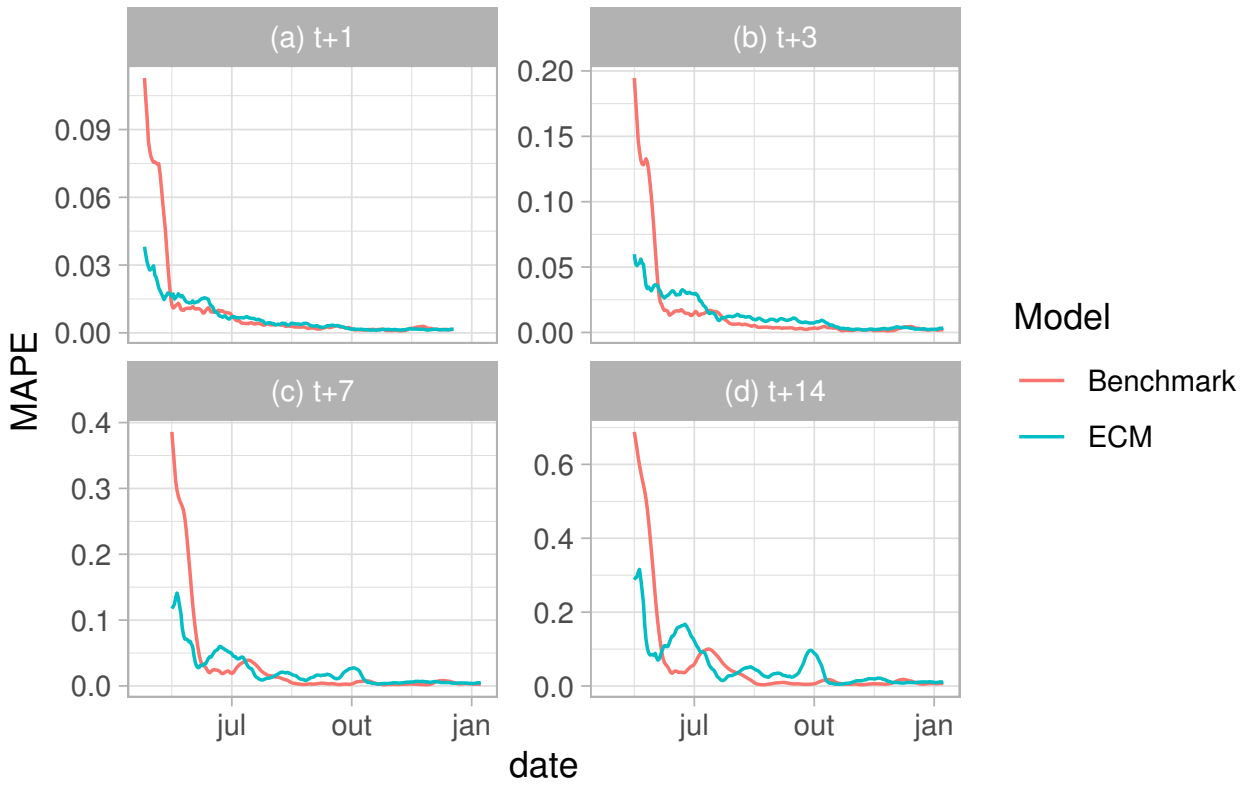 (a) t+1
(b) t+3
0.09
0.06
0.03
0.00
0.20
0.15
0.10
0.05
0.00
(c) t+7
(d) t+14
0.4
0.3
0.2
0.1
0.0
0.6
0.4
0.2
0.0
jul
out
jan
jul
out
jan
MAPE
date
Model
Benchmark
ECM